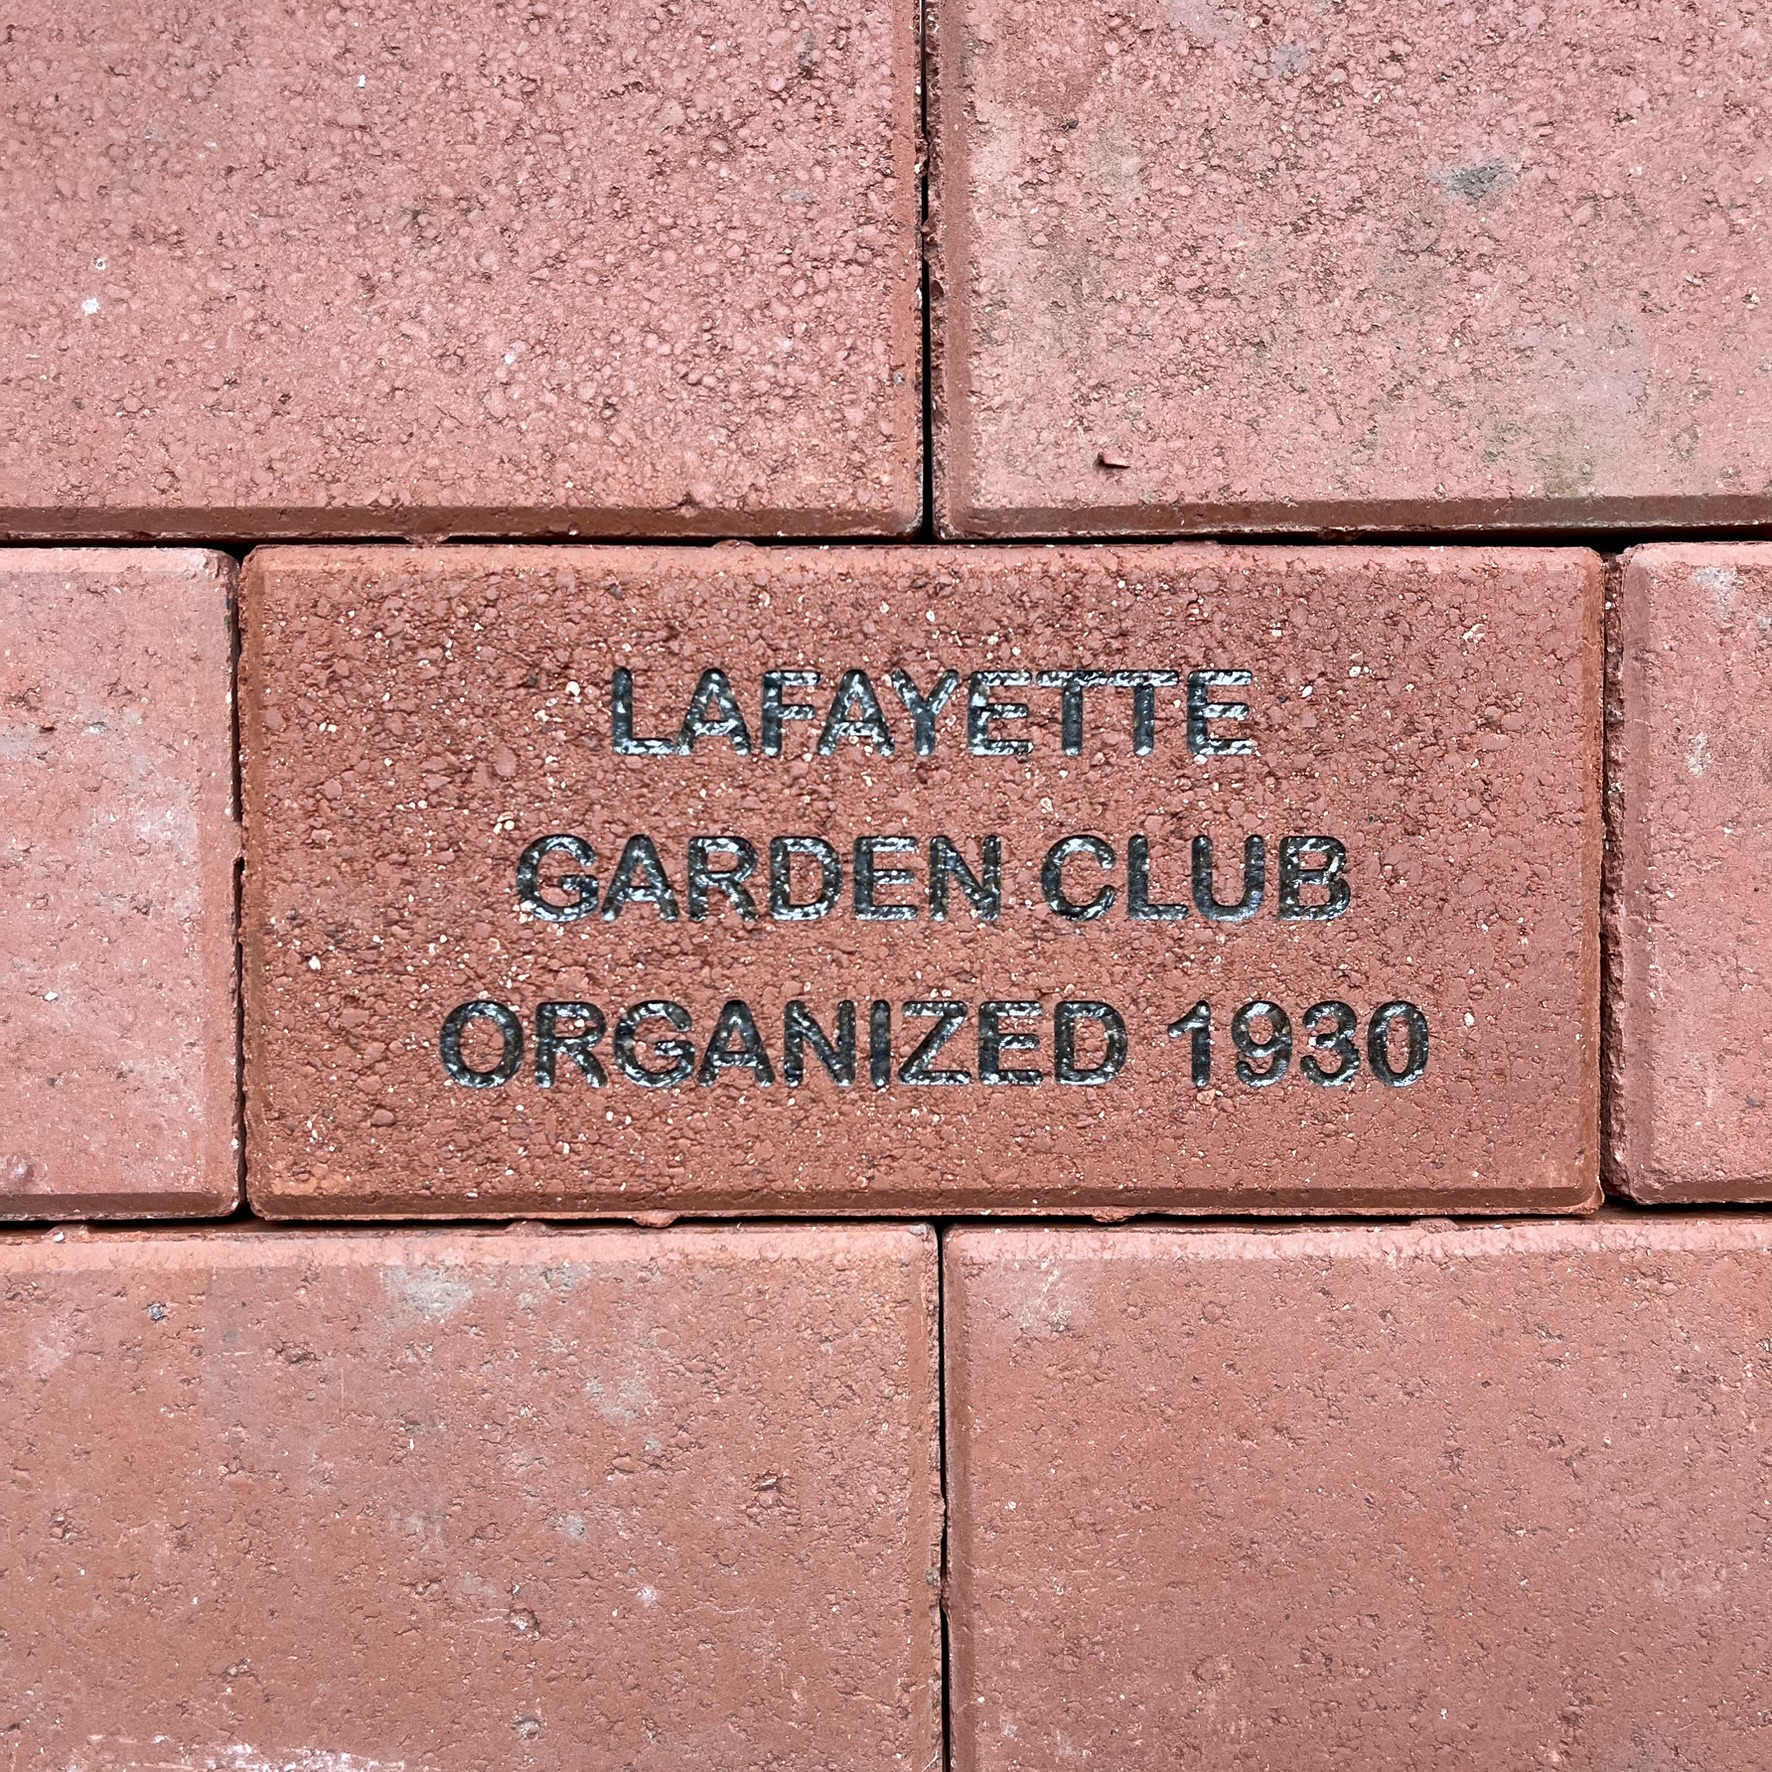 LAFAYETTE
GARDEN CLUB
ORGANIZED 1930